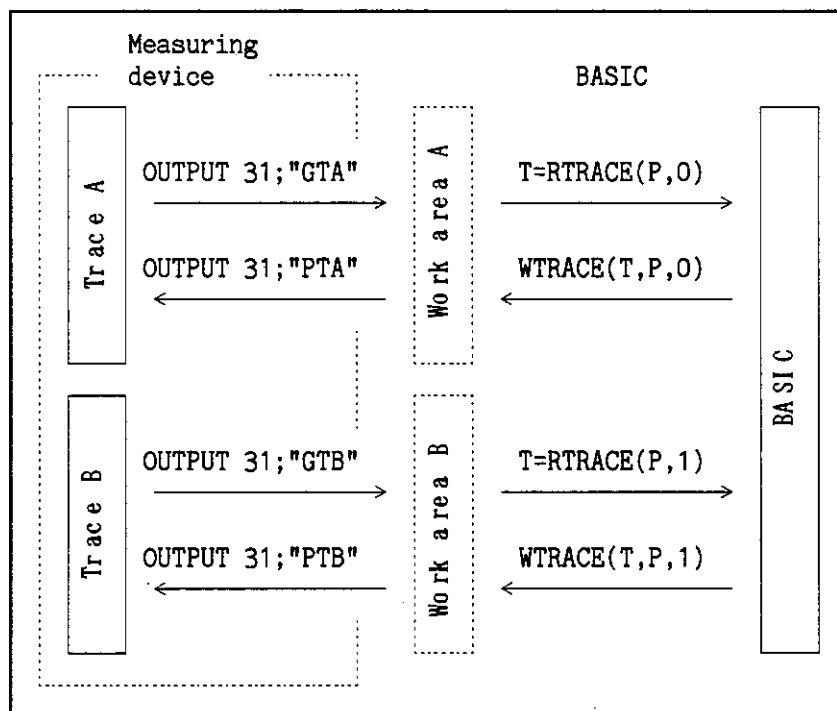 Measuring
device
BASIC
Trace A
OUTPUT 31;"GTA"
OUTPUT 31;"PTA"
Work area A
T=RTRACE(P,0)
WTRACE(T,P,0)
BASIC
Trace B
OUTPUT 31;"GTB"
OUTPUT 31;"PTB"
Work area B
T=RTRACE(P,1)
WTRACE(T,P,1)